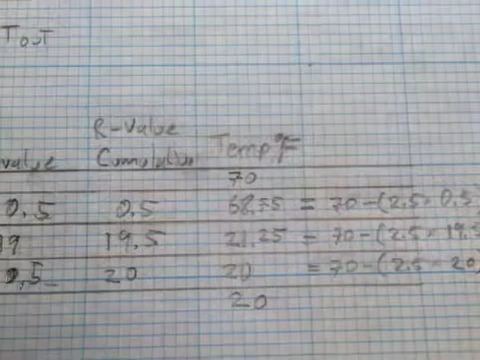 TOUT
R-Value
value Cumulative Temp °F
70
0.5 0.5 68.75 = 70-(2.5×0.5
19 19.5 21.25 = 70-(2.5×19.5
0.5 20 20 = 70-(2.5×20)
20